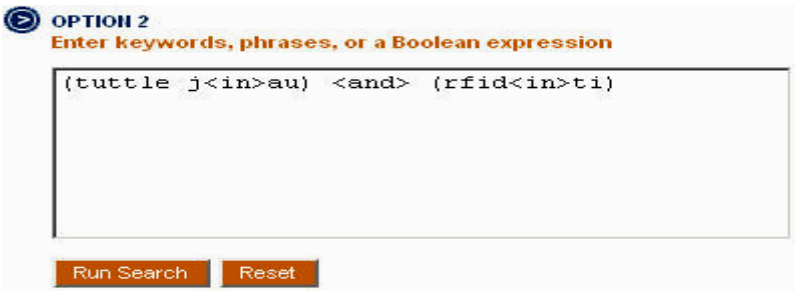 OPTION 2
Enter keywords, phrases, or a Boolean expression
(tuttle j<in>au) <and> (rfid<in>ti)
Run Search Reset